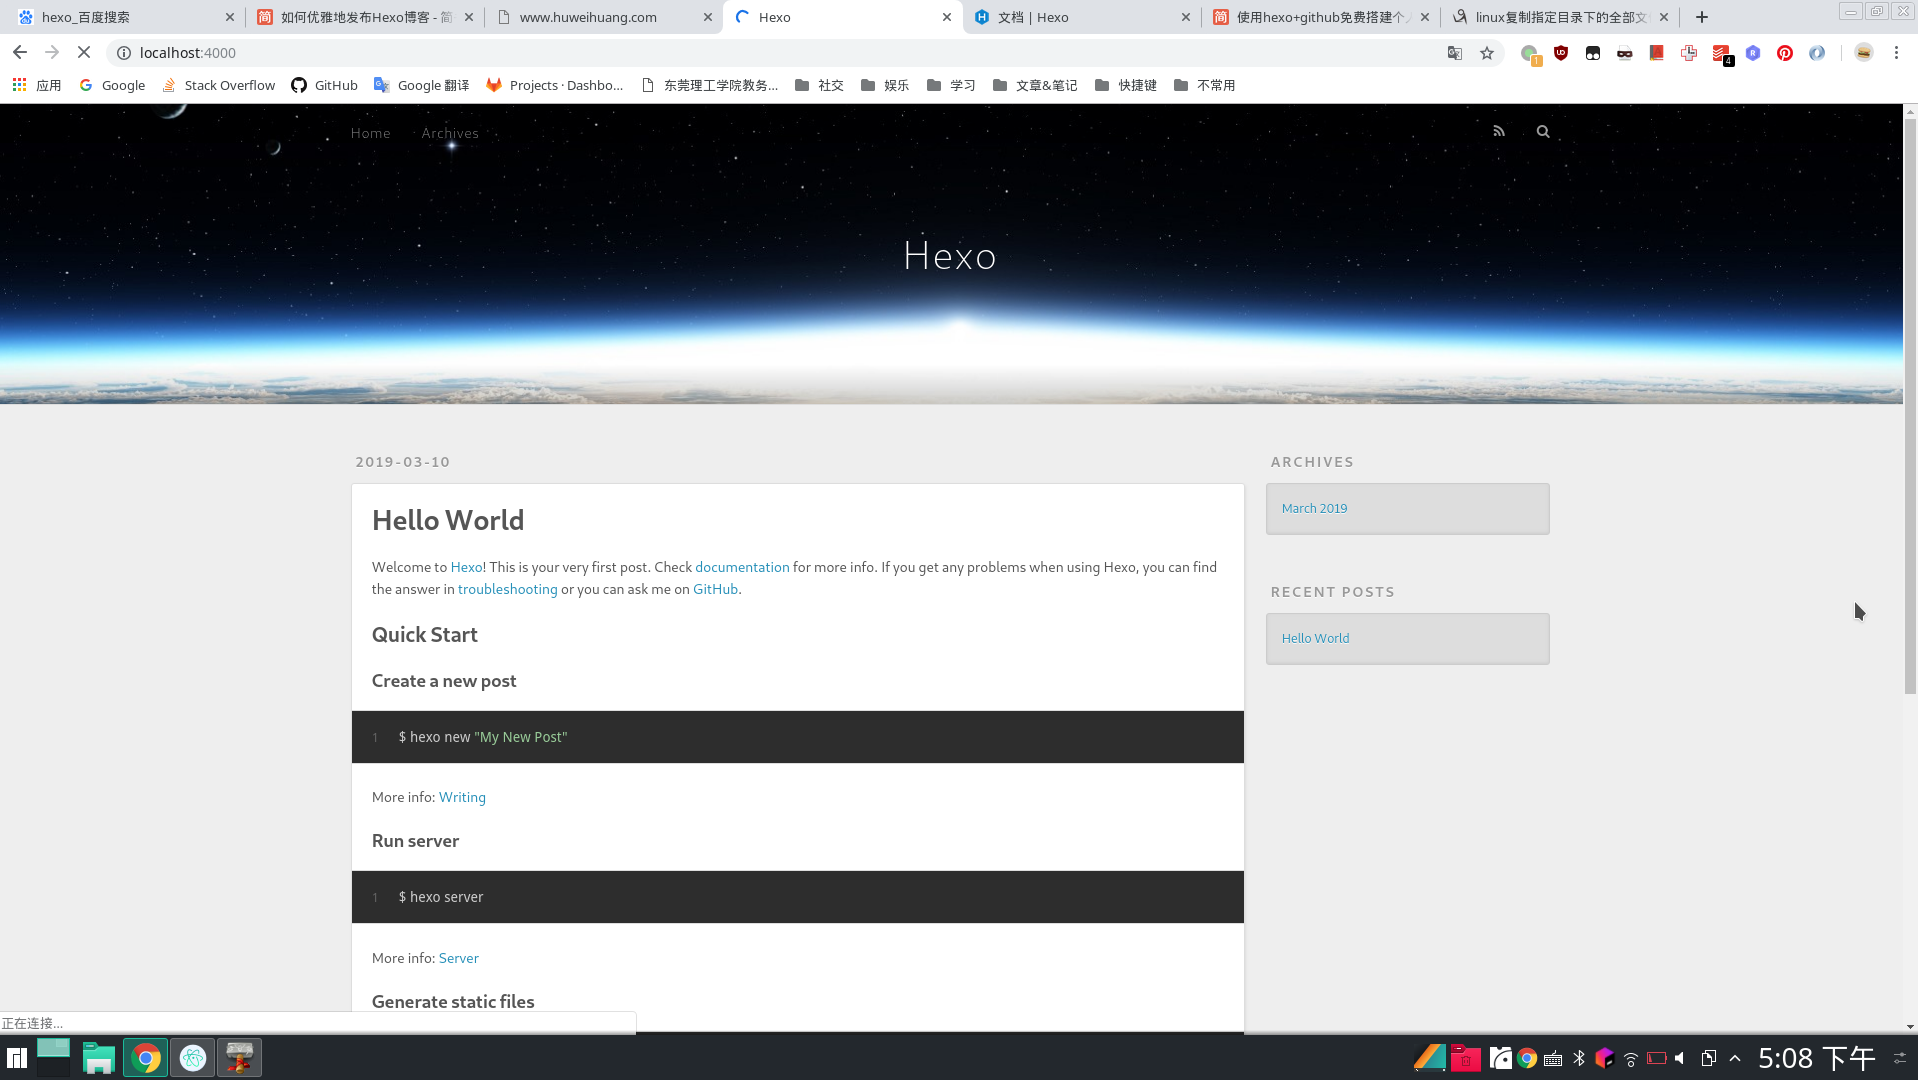 hexo_百度搜索
如何优雅地发布Hexo博客 - 简
www.huweihuang.com
Hexo
文档 | Hexo
使用hexo+github免费搭建个人
linux复制指定目录下的全部文
localhost:4000
1
4
应用
Google
Stack Overflow
GitHub
Google 翻译
Projects · Dashbo...
东莞理工学院教务...
社交
娱乐
学习
文章&笔记
快捷键
不常用
Home
Archives
Hexo
2019-03-10
Hello World
Welcome to Hexo! This is your very first post. Check documentation for more info. If you get any problems when using Hexo, you can find
the answer in troubleshooting or you can ask me on GitHub.
Quick Start
Create a new post
1 $ hexo new "My New Post"
More info: Writing
Run server
1 $ hexo server
More info: Server
Generate static files
ARCHIVES
March 2019
RECENT POSTS
Hello World
正在连接...
5:08 下午